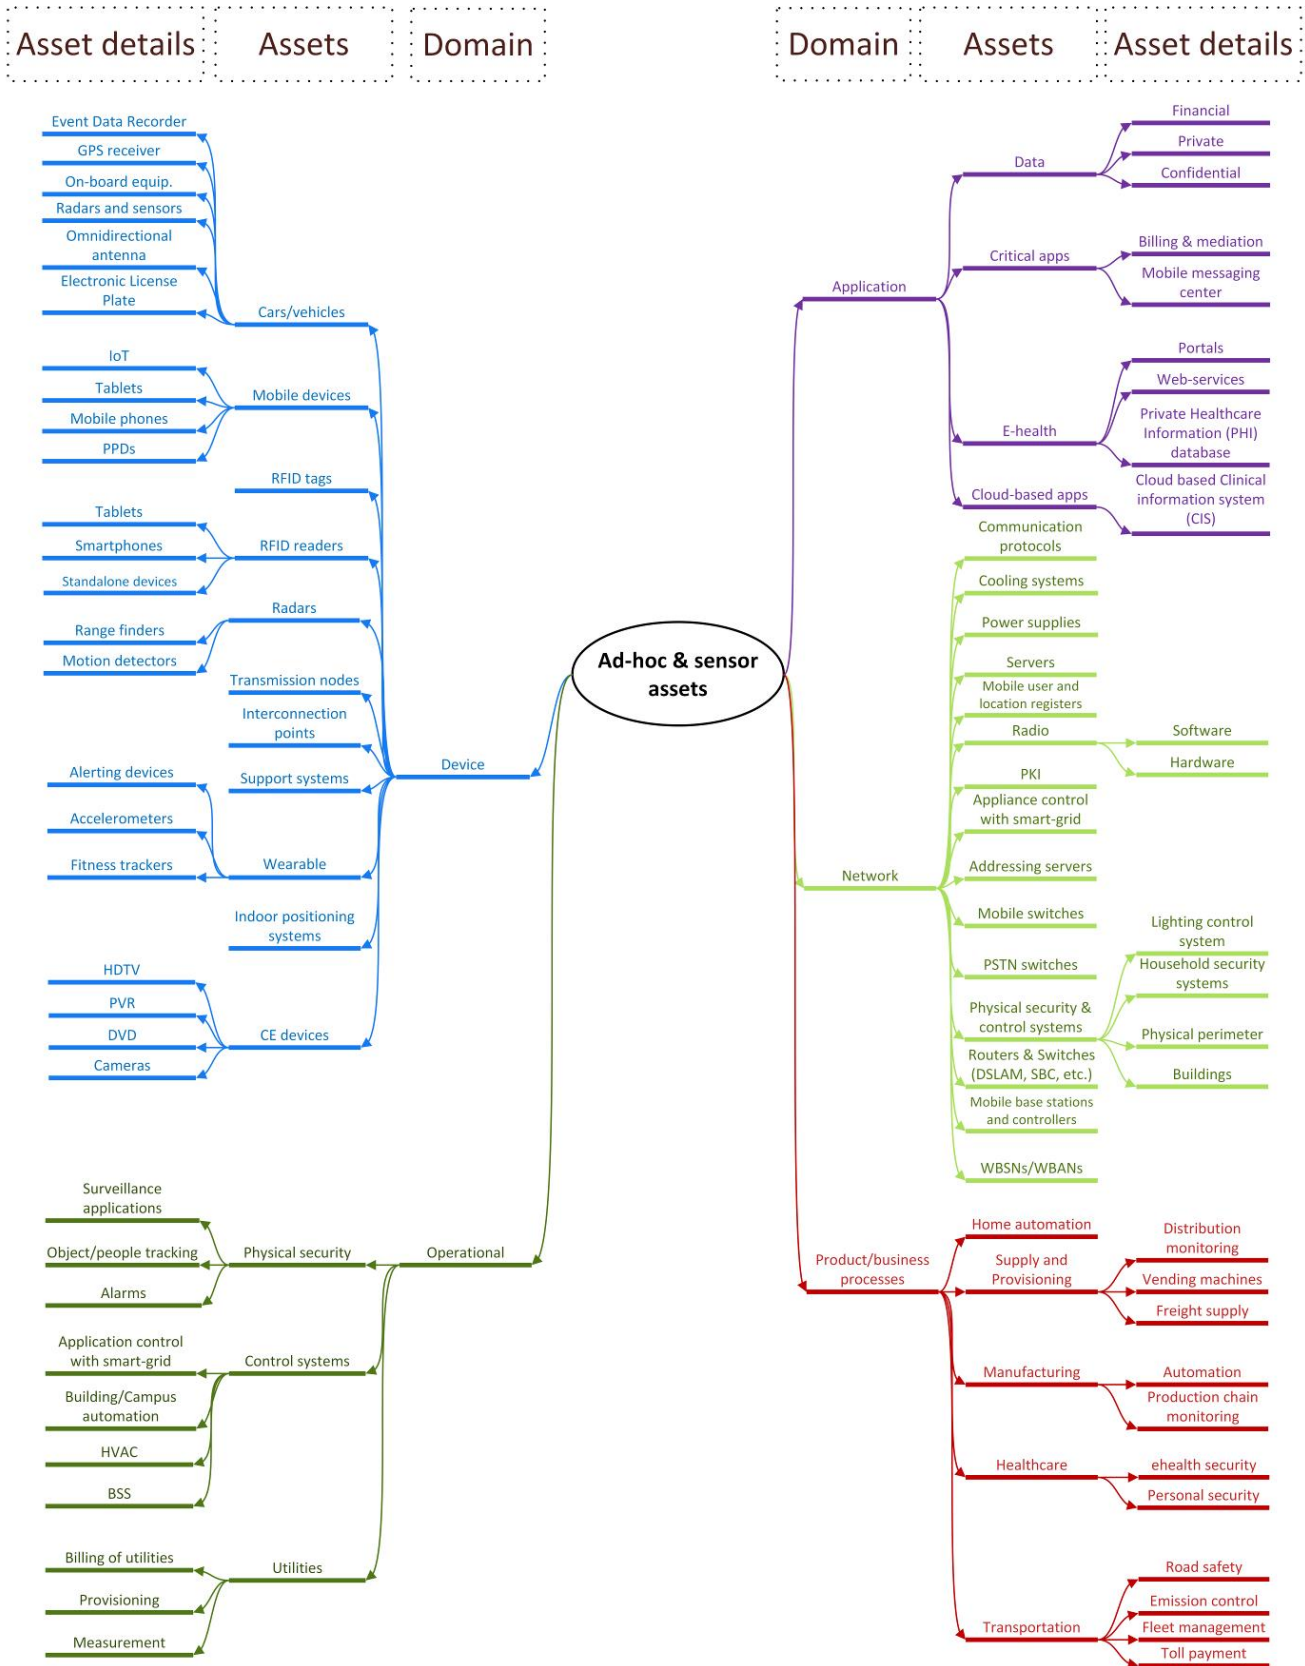 Asset details
Assets
Domain
Domain
Assets
Asset details
Event Data Recorder
GPS receiver
On-board equip.
Radars and sensors
Omnidirectional
antenna
Electronic License
Plate
Cars/vehicles
IoT
Tablets
Mobile phones
PPDs
Mobile devices
RFID tags
Tablets
Smartphones
Standalone devices
RFID readers
Radars
Range finders
Motion detectors
Transmission nodes
Interconnection
points
Support systems
Device
Alerting devices
Accelerometers
Fitness trackers
Wearable
Indoor positioning
systems
HDTV
PVR
DVD
Cameras
CE devices
Surveillance
applications
Object/people tracking
Alarms
Physical security
Operational
Application control
with smart-grid
Building/Campus
automation
HVAC
BSS
Control systems
Billing of utilities
Provisioning
Measurement
Utilities
Ad-hoc & sensor
assets
Application
Data
Financial
Private
Confidential
Critical apps
Billing & mediation
Mobile messaging
center
E-health
Portals
Web-services
Private Healthcare
Information (PHI)
database
Cloud-based apps
Cloud based Clinical
information system
(CIS)
Network
Communication
protocols
Cooling systems
Power supplies
Servers
Mobile user and
location registers
Radio
Software
Hardware
PKI
Appliance control
with smart-grid
Addressing servers
Mobile switches
PSTN switches
Physical security &
control systems
Lighting control
system
Household security
systems
Physical perimeter
Buildings
Routers & Switches
(DSLAM, SBC, etc.)
Mobile base stations
and controllers
WBSNs/WBANs
Product/business
processes
Home automation
Supply and
Provisioning
Distribution
monitoring
Vending machines
Freight supply
Manufacturing
Automation
Production chain
monitoring
Healthcare
ehealth security
Personal security
Transportation
Road safety
Emission control
Fleet management
Toll payment